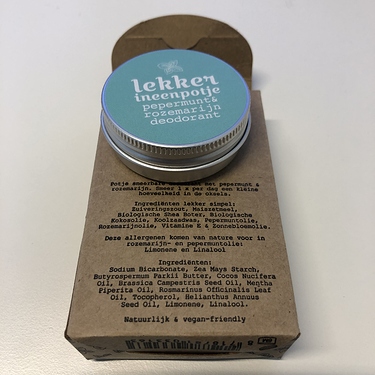 lekker
ineenpotje
pepermunt&
rozemarijn
deodorant
Potje smeerbare deodorant met pepermunt &
rozemarijn. Smeer 1 x per dag een kleine
hoeveelheid in de oksels.
Ingrediënten lekker simpel:
Zuiveringszout, Maïszetmeel,
Biologische Shea Boter, Biologische
Kokosolie, Koolzaadwas, Pepermuntolie,
Rozemarijnolie, Vitamine E & Zonnebloemolie.
Deze allergenen komen van nature voor in
rozemarijn- en pepermuntolie:
Limonene en Linalool
Ingrediënten:
Sodium Bicarbonate, Zea Mays Starch,
Butyrospermum Parkii Butter, Cocos Nucifera
Oil, Brassica Campestris Seed Oil, Mentha
Piperita Oil, Rosmarinus Officinalis Leaf
Oil, Tocopherol, Helianthus Annuus
Seed Oil, Limonene, Linalool.
Natuurlijk & vegan-friendly